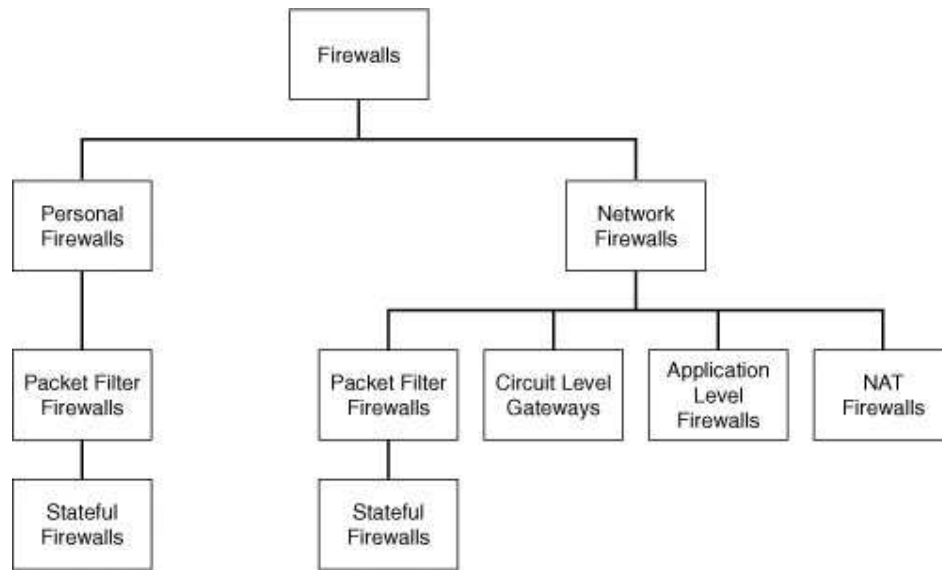 Firewalls
Personal
Firewalls
Network
Firewalls
Packet Filter
Firewalls
Packet Filter
Firewalls
Circuit Level
Gateways
Application
Level
Firewalls
NAT
Firewalls
Stateful
Firewalls
Stateful
Firewalls